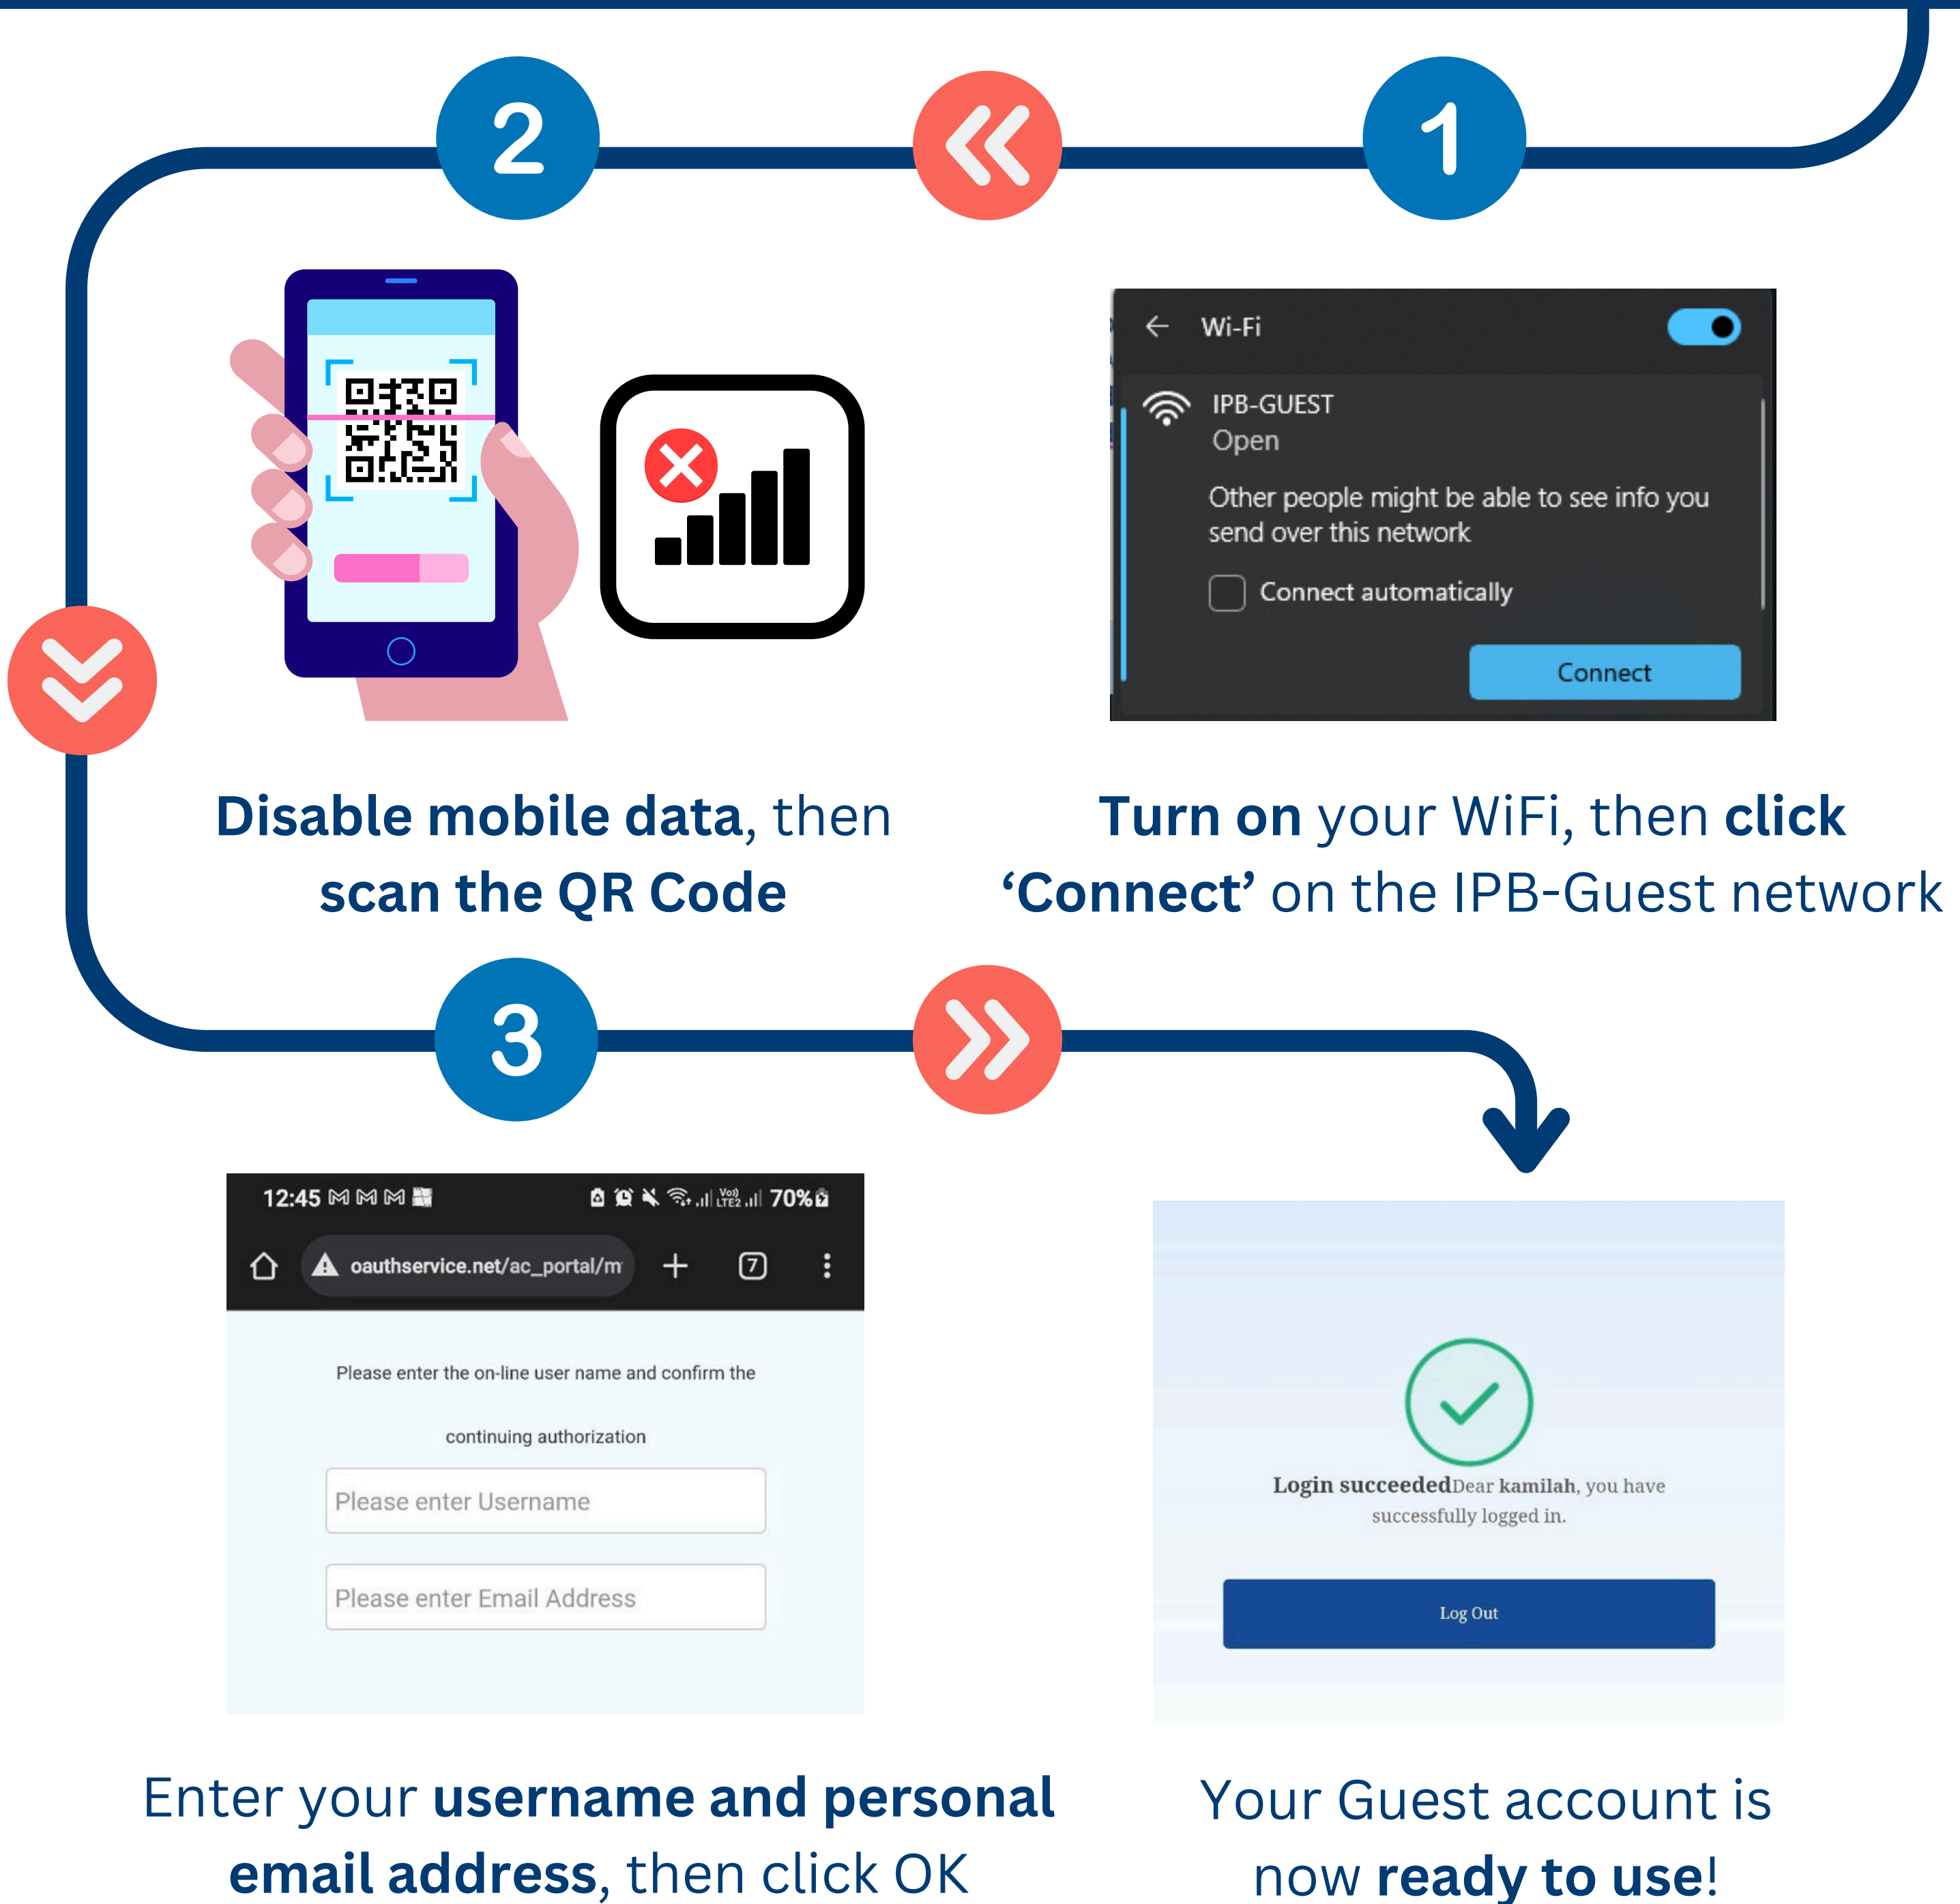 1
Wi-Fi
IPB-GUEST
Open
Other people might be able to see info you
send over this network
Connect automatically
Connect
Turn on your WiFi, then click
‘Connect’ on the IPB-Guest network
2
Disable mobile data, then
scan the QR Code
3
12:45 70%
Vo))
LTE2
oauthservice.net/ac_portal/m
7
Please enter the on-line user name and confirm the
continuing authorization
Please enter Username
Please enter Email Address
Enter your username and personal
email address, then click OK
Login succeededDear kamilah, you have
successfully logged in.
Log Out
Your Guest account is
now ready to use!